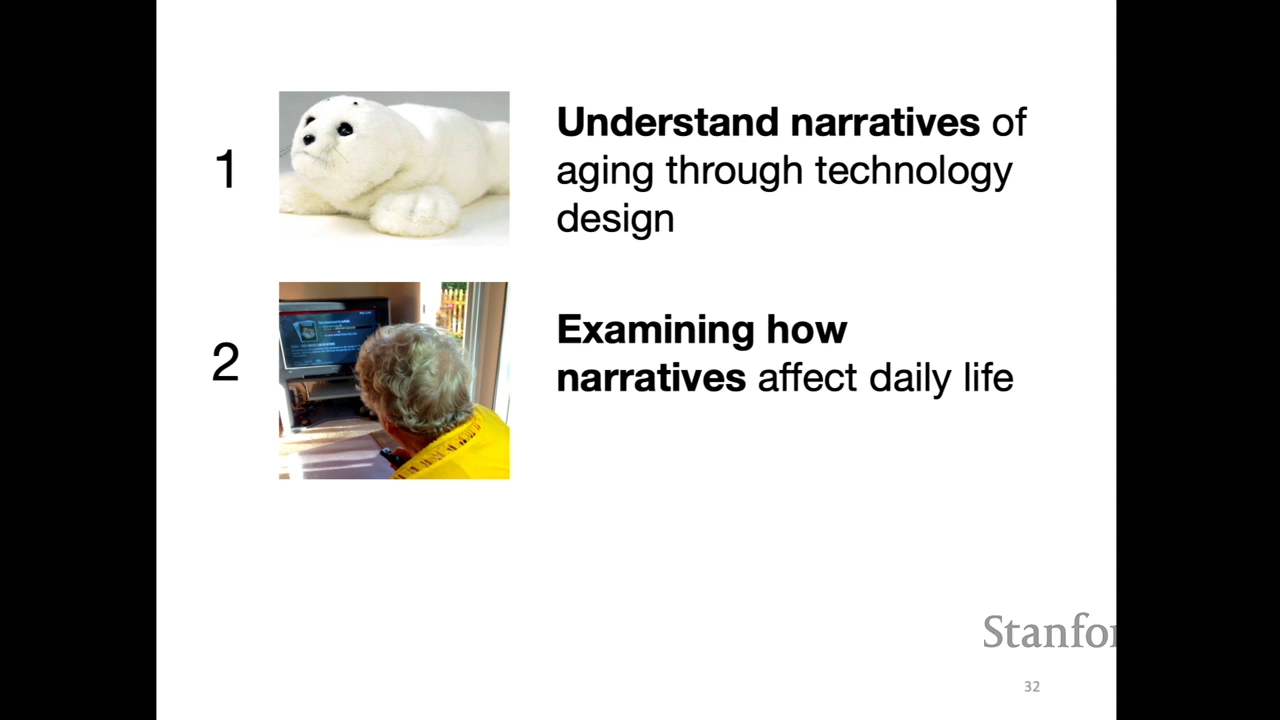 1
Understand narratives of
aging through technology
design
2
Examining how
narratives affect daily life
Stanfor
32